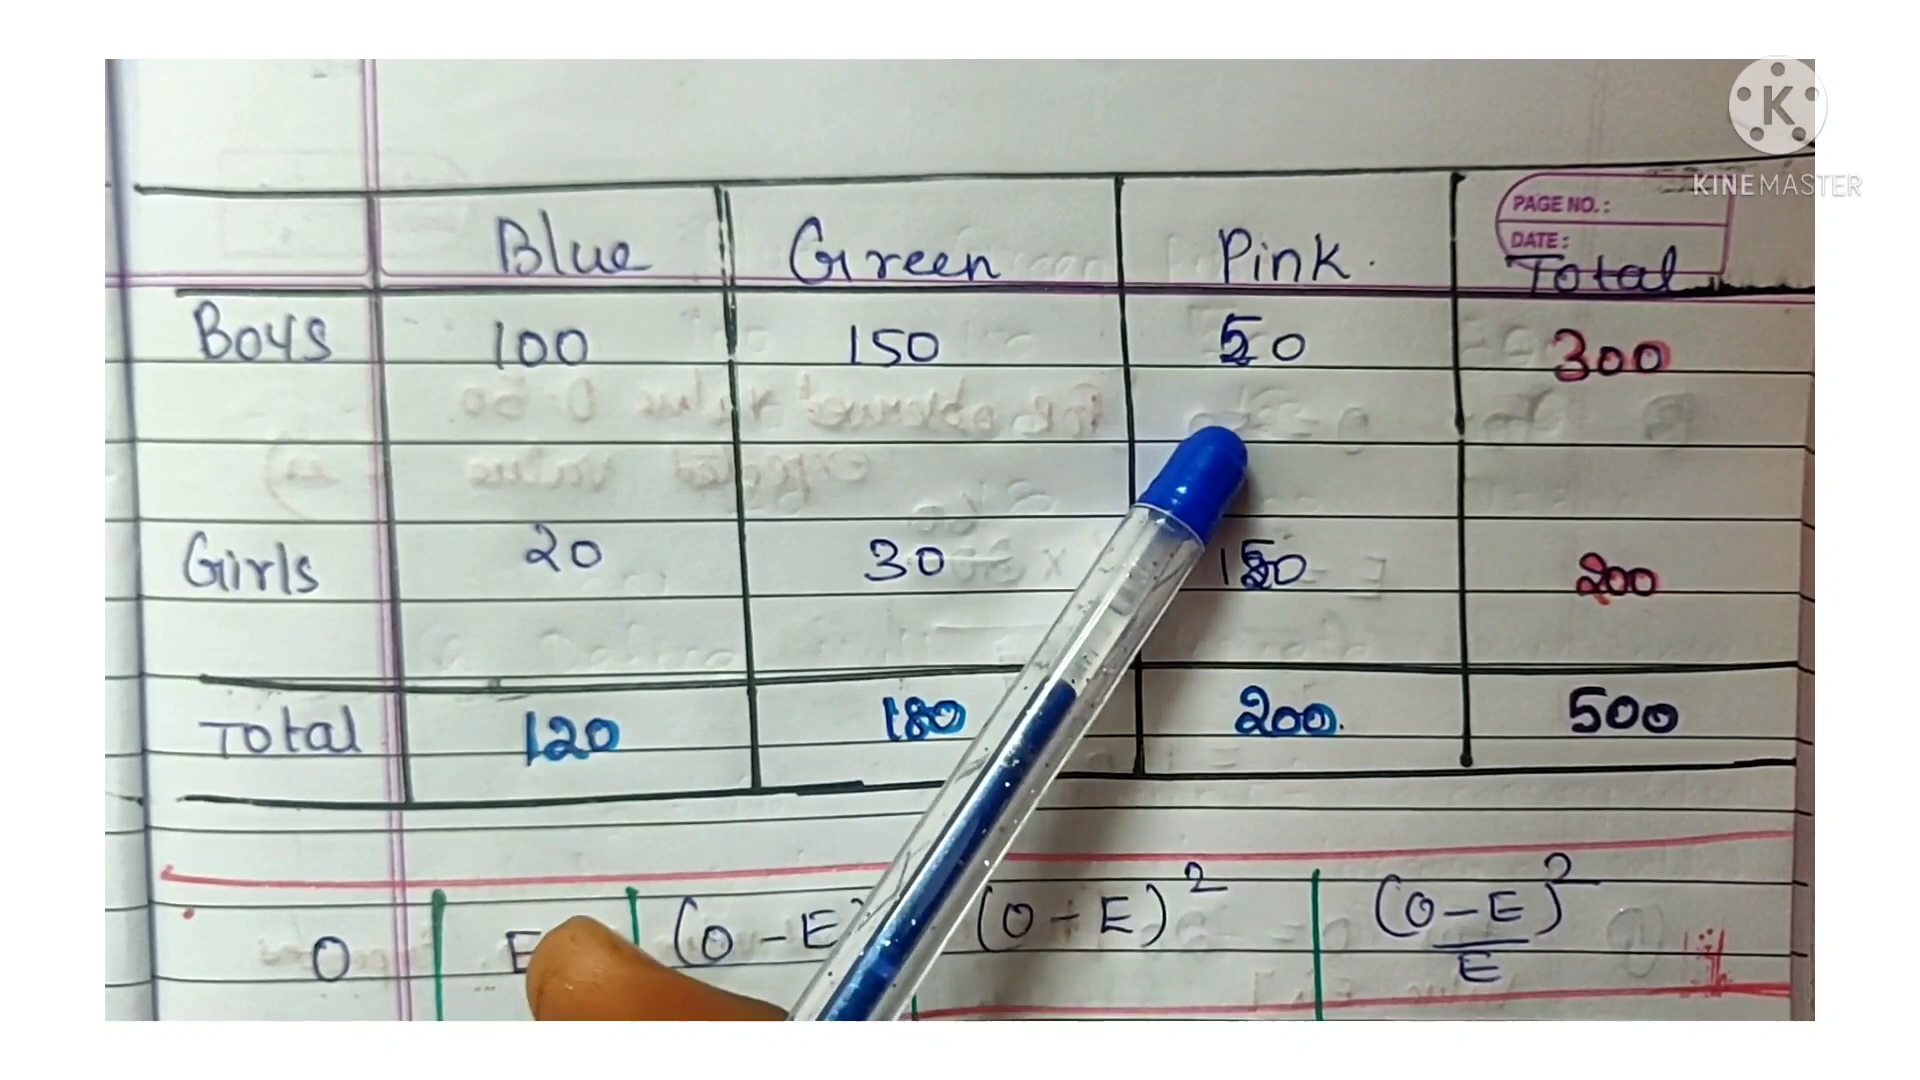 K
KINEMASTER
PAGE NO.:
DATE:
Blue Green Pink. Total
Boys 100 150 50 300
Girls 20 30 150 200
Total 120 180 200. 500
O E (O-E) (O-E)² (O-E)²
E